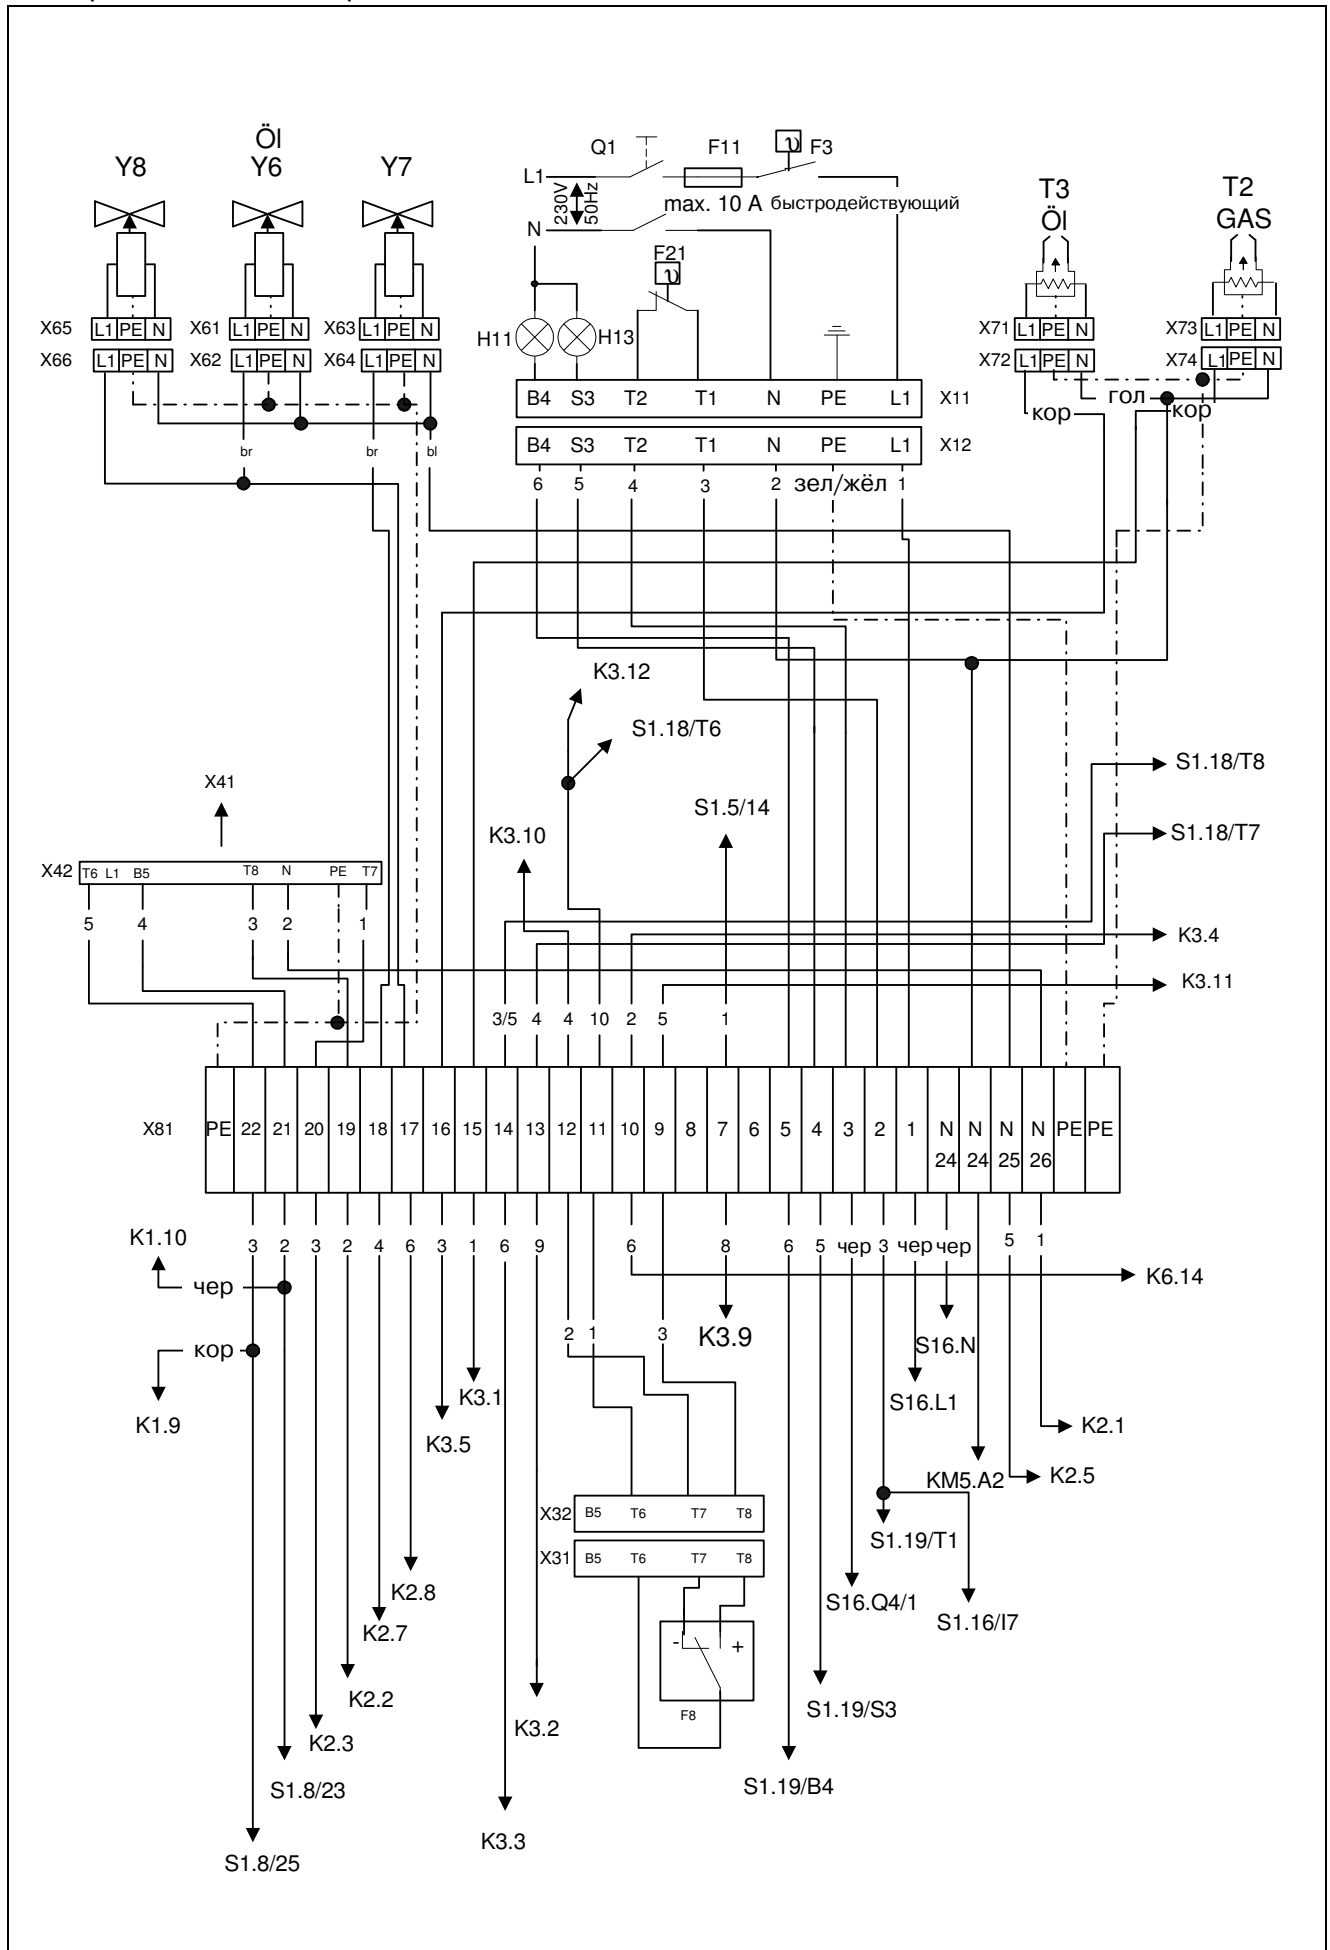 Öl
Y8 Y6 Y7
Q1 F11 F3
L1
230V
50Hz
max. 10 A быстродействующий
N
F21
T3
Öl
T2
GAS
H11 H13
X65 L1 PE N X61 L1 PE N X63 L1 PE N
X66 L1 PE N X62 L1 PE N X64 L1 PE N
X71 L1 PE N X73 L1 PE N
X72 L1 PE N X74 L1 PE N
B4 S3 T2 T1 N PE L1 X11
кор гол кор
B4 S3 T2 T1 N PE L1 X12
br br bl
6 5 4 3 2 зел/жёл 1
K3.12
S1.18/T6
S1.18/T8
X41
S1.5/14
K3.10
S1.18/T7
X42 T6 L1 B5 T8 N PE T7
5 4 3 2 1
K3.4
K3.11
3/5 4 4 10 2 5 1
X81 PE 22 21 20 19 18 17 16 15 14 13 12 11 10 9 8 7 6 5 4 3 2 1 N N N N PE PE
24 24 25 26
K1.10
3 2 3 2 4 6 3 1 6 9 6 8 6 5 чер 3 чер чер 5 1
чер
K6.14
2 1 3
K3.9
S16.N
кор
K3.1
S16.L1
K1.9
K3.5
K2.1
KM5.A2 K2.5
X32 B5 T6 T7 T8
S1.19/T1
X31 B5 T6 T7 T8
K2.8
S16.Q4/1
S1.16/I7
K2.7
- +
K2.2
S1.19/S3
F8
K3.2
K2.3
S1.8/23
S1.19/B4
K3.3
S1.8/25